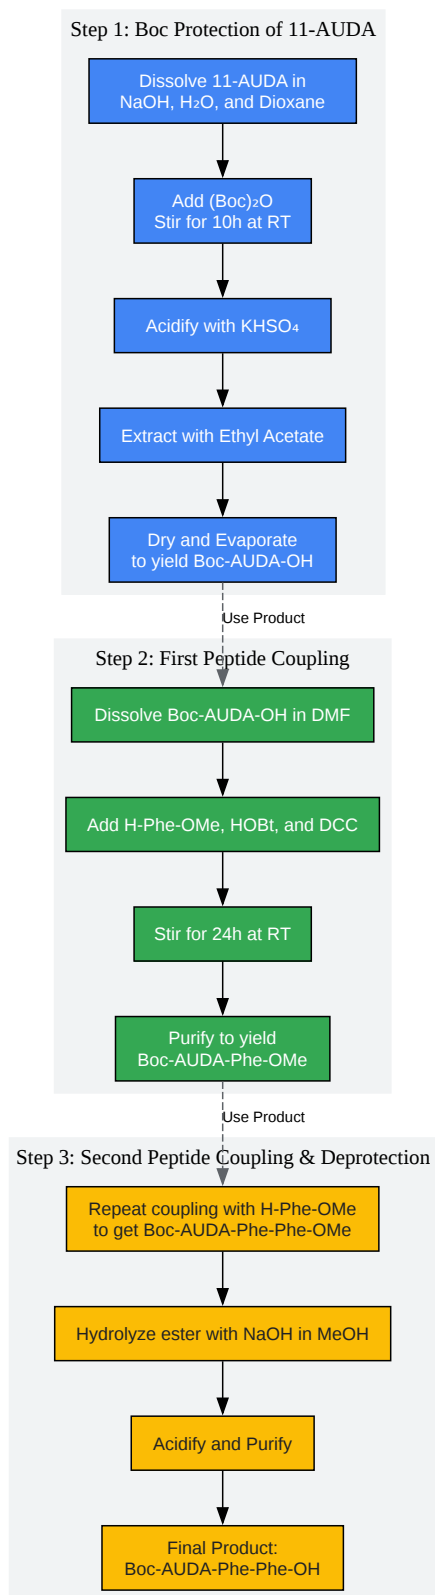 Step 1: Boc Protection of 11-AUDA
Dissolve 11-AUDA in
NaOH, H₂O, and Dioxane
Add (Boc)₂O
Stir for 10h at RT
Acidify with KHSO₄
Extract with Ethyl Acetate
Dry and Evaporate
to yield Boc-AUDA-OH
Use Product
Step 2: First Peptide Coupling
Dissolve Boc-AUDA-OH in DMF
Add H-Phe-OMe, HOBt, and DCC
Stir for 24h at RT
Purify to yield
Boc-AUDA-Phe-OMe
Use Product
Step 3: Second Peptide Coupling & Deprotection
Repeat coupling with H-Phe-OMe
to get Boc-AUDA-Phe-Phe-OMe
Hydrolyze ester with NaOH in MeOH
Acidify and Purify
Final Product:
Boc-AUDA-Phe-Phe-OH